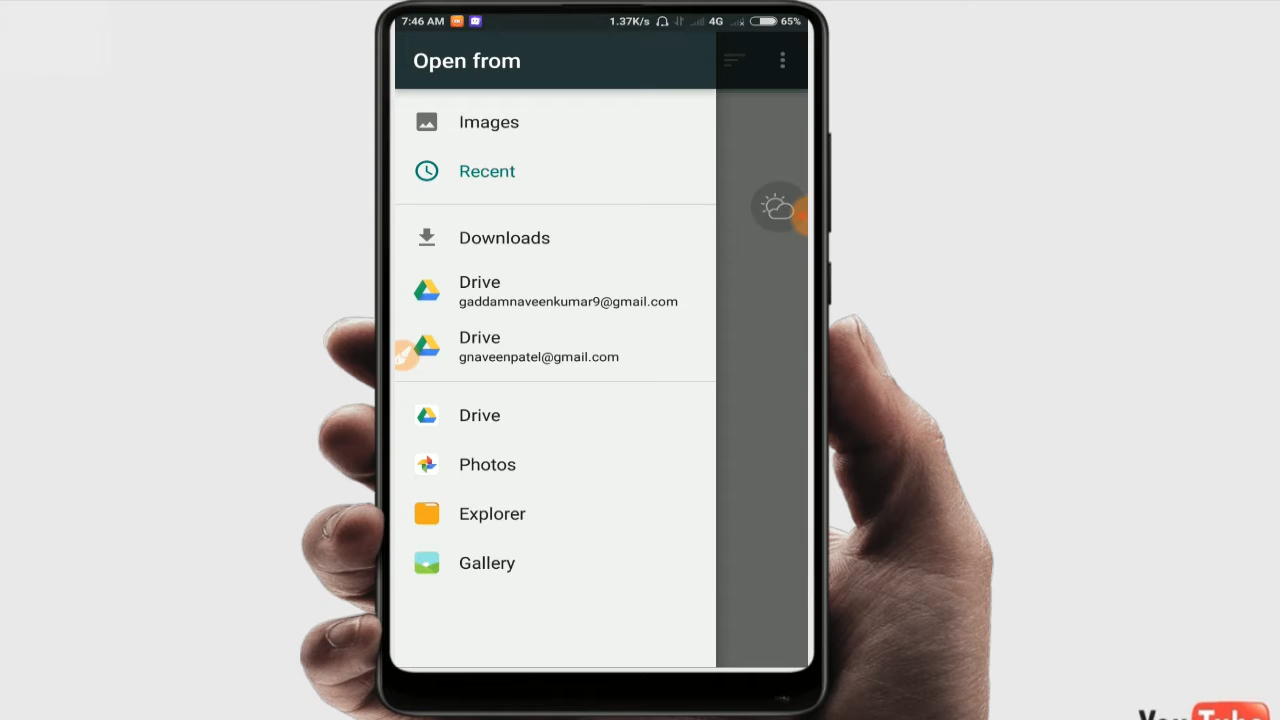 7:46 AM 1.37K/s 4G 65%
Open from
Images
Recent
Downloads
Drive
gaddamnaveenkumar9@gmail.com
Drive
gnaveenpatel@gmail.com
Drive
Photos
Explorer
Gallery
YouTube